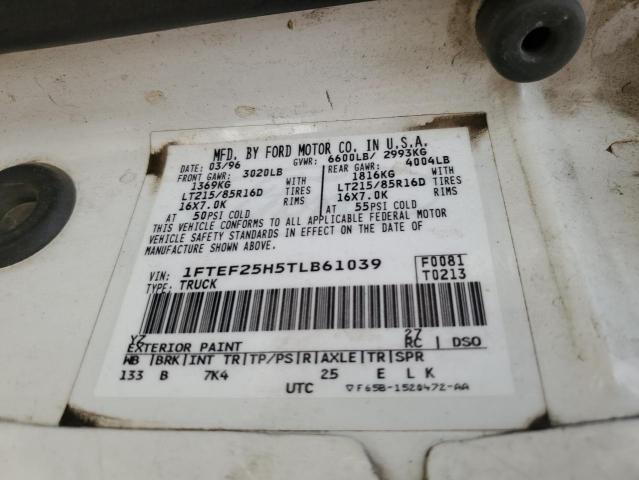 MFD. BY FORD MOTOR CO. IN U.S.A.
DATE: 03/96 GVWR: 6600LB/ 2993KG
FRONT GAWR: 3020LB REAR GAWR: 4004LB
1369KG WITH 1816KG WITH
LT215/85R16D TIRES LT215/85R16D TIRES
16X7.0K RIMS 16X7.0K RIMS
AT 50PSI COLD AT 55PSI COLD
THIS VEHICLE CONFORMS TO ALL APPLICABLE FEDERAL MOTOR
VEHICLE SAFETY STANDARDS IN EFFECT ON THE DATE OF
MANUFACTURE SHOWN ABOVE.
VIN: 1FTEF25H5TLB61039 F0081
TYPE: TRUCK T0213
YZ 27
EXTERIOR PAINT RC | DSO
WB |BRK|INT TR|TP/PS|R|AXLE|TR|SPR
133 B 7K4 25 E L K
UTC ▽F65B-1520472-AA